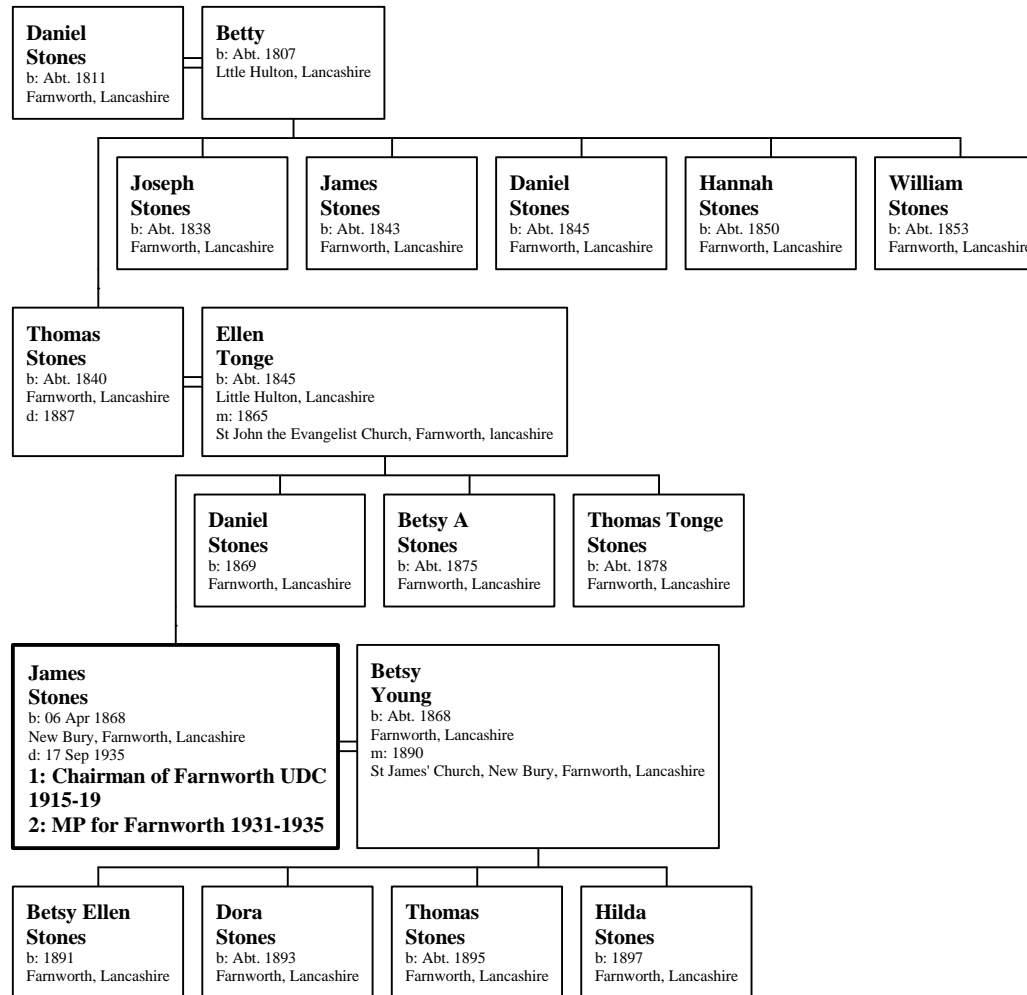 Daniel
Stones
b: Abt. 1811
Farnworth, Lancashire
Betty
b: Abt. 1807
Lttle Hulton, Lancashire
Joseph
Stones
b: Abt. 1838
Farnworth, Lancashire
James
Stones
b: Abt. 1843
Farnworth, Lancashire
Daniel
Stones
b: Abt. 1845
Farnworth, Lancashire
Hannah
Stones
b: Abt. 1850
Farnworth, Lancashire
William
Stones
b: Abt. 1853
Farnworth, Lancashire
Thomas
Stones
b: Abt. 1840
Farnworth, Lancashire
d: 1887
Ellen
Tonge
b: Abt. 1845
Little Hulton, Lancashire
m: 1865
St John the Evangelist Church, Farnworth, lancashire
Daniel
Stones
b: 1869
Farnworth, Lancashire
Betsy A
Stones
b: Abt. 1875
Farnworth, Lancashire
Thomas Tonge
Stones
b: Abt. 1878
Farnworth, Lancashire
James
Stones
b: 06 Apr 1868
New Bury, Farnworth, Lancashire
d: 17 Sep 1935
1: Chairman of Farnworth UDC
1915-19
2: MP for Farnworth 1931-1935
Betsy
Young
b: Abt. 1868
Farnworth, Lancashire
m: 1890
St James' Church, New Bury, Farnworth, Lancashire
Betsy Ellen
Stones
b: 1891
Farnworth, Lancashire
Dora
Stones
b: Abt. 1893
Farnworth, Lancashire
Thomas
Stones
b: Abt. 1895
Farnworth, Lancashire
Hilda
Stones
b: 1897
Farnworth, Lancashire